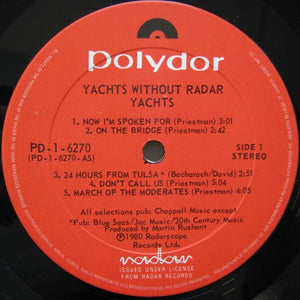 polydor
YACHTS WITHOUT RADAR
YACHTS
1. NOW I'M SPOKEN FOR (Priestman) 3:01
2. ON THE BRIDGE (Priestman) 2:42
PD-1-6270
(PD-1-6270-AS)
SIDE 1
STEREO
3. 24 HOURS FROM TULSA * (Bacharach/David) 2:51
4. DON'T CALL US (Priestman) 5:04
5. MARCH OF THE MODERATES (Priestman) 4:05
All selections pub: Chappell Music except
*Pub: Blue Seas/Jac Music/20th Century Music
Produced by Martin Rushent
℗1980 Radarscope
Records Ltd.
radar
ISSUED UNDER LICENSE
FROM RADAR RECORDS